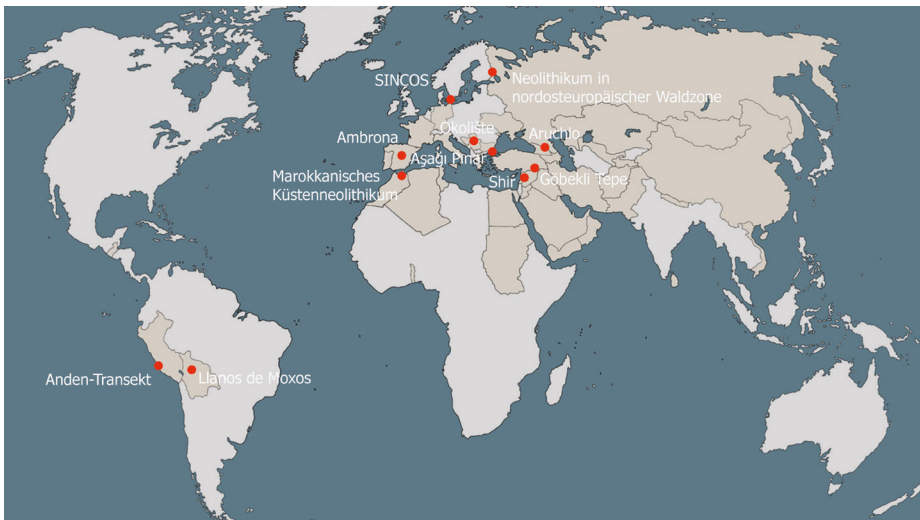 SINCOS
Neolithikum in
nordosteuropäischer Waldzone
Ökoliste
Aruchlo
Ambrona
Aşağı Pınar
Marokkanisches
Küstenneolithikum
Shir
Göbekli Tepe
Anden-Transekt
Llanos de Moxos